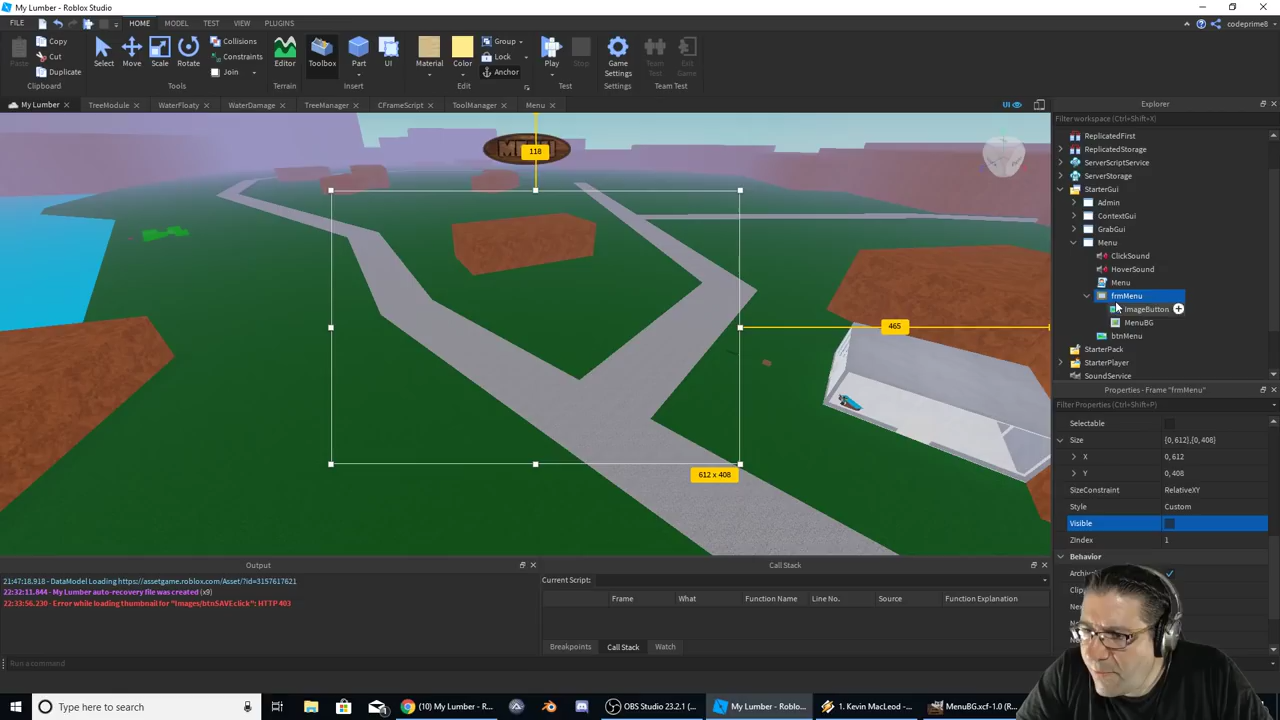 My Lumber - Roblox Studio
FILE HOME MODEL TEST VIEW PLUGINS codeprime8
Paste Copy Cut Duplicate Select Move Scale Rotate Collisions Constraints Join Editor Toolbox Part UI Material Color Group Lock Anchor Play Stop Game Settings Team Test Exit Game
Clipboard Tools Terrain Insert Edit Test Settings Team Test
My Lumber TreeModule WaterFloaty WaterDamage TreeManager CFrameScript ToolManager Menu UI
Explorer
Filter workspace (Ctrl+Shift+X)
ReplicatedFirst
ReplicatedStorage
ServerScriptService
ServerStorage
StarterGui
Admin
ContextGui
GrabGui
Menu
ClickSound
HoverSound
Menu
frmMenu
ImageButton
MenuBG
btnMenu
StarterPack
StarterPlayer
SoundService
118
465
612 x 408
Properties - Frame "frmMenu"
Filter Properties (Ctrl+Shift+P)
Selectable
Size {0, 612},{0, 408}
X 0, 612
Y 0, 408
SizeConstraint RelativeXY
Style Custom
Visible
ZIndex 1
Behavior
Output
21:47:18.918 - DataModel Loading https://assetgame.roblox.com/Asset/?id=3157617621
22:32:11.844 - My Lumber auto-recovery file was created (x9)
22:33:56.230 - Error while loading thumbnail for "Images/btnSAVEclick": HTTP 403
Call Stack
Current Script:
Frame What Function Name Line No. Source Function Explanation
Breakpoints Call Stack Watch
Run a command
Type here to search
(10) My Lumber - R...
OBS Studio 23.2.1 (...
My Lumber - Roblo...
1. Kevin MacLeod - ...
MenuBG.xcf-1.0 (R...